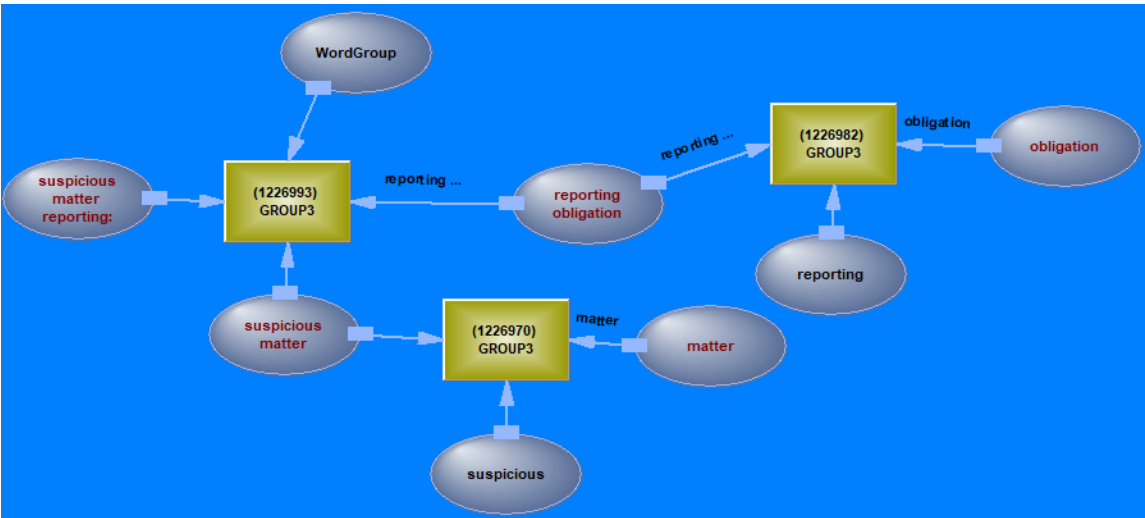 WordGroup
(1226982)
GROUP3
obligation
obligation
reporting ...
suspicious
matter
reporting:
(1226993)
GROUP3
reporting ...
reporting
obligation
reporting
suspicious
matter
(1226970)
GROUP3
matter
matter
suspicious